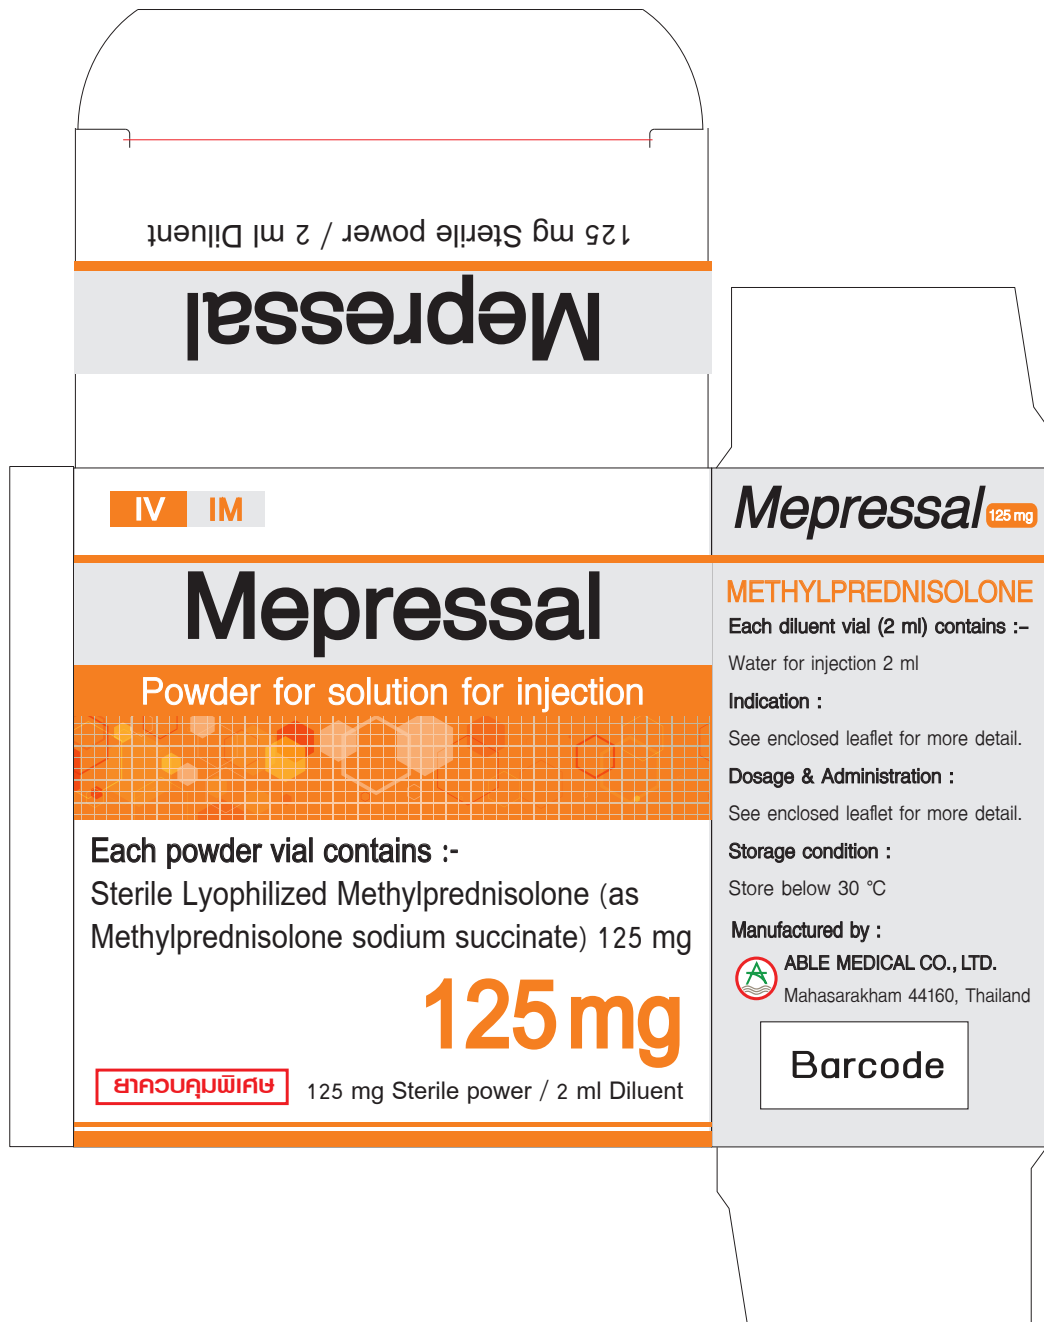 125 mg Sterile power / 2 ml Diluent
Mepressal
IV IM
Mepressal
Powder for solution for injection
Each powder vial contains :-
Sterile Lyophilized Methylprednisolone (as
Methylprednisolone sodium succinate) 125 mg
125 mg
ยาควบคุมพิเศษ
125 mg Sterile power / 2 ml Diluent
Mepressal 125 mg
METHYLPREDNISOLONE
Each diluent vial (2 ml) contains :–
Water for injection 2 ml
Indication :
See enclosed leaflet for more detail.
Dosage & Administration :
See enclosed leaflet for more detail.
Storage condition :
Store below 30 °C
Manufactured by :
ABLE MEDICAL CO., LTD.
Mahasarakham 44160, Thailand
Barcode